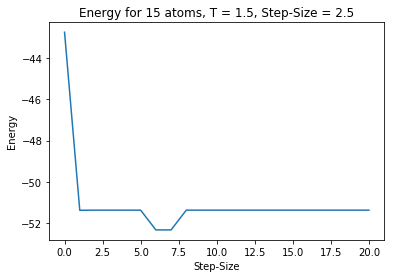 Energy for 15 atoms, T = 1.5, Step-Size = 2.5
−44
−46
−48
−50
−52
Energy
0.0 2.5 5.0 7.5 10.0 12.5 15.0 17.5 20.0
Step-Size